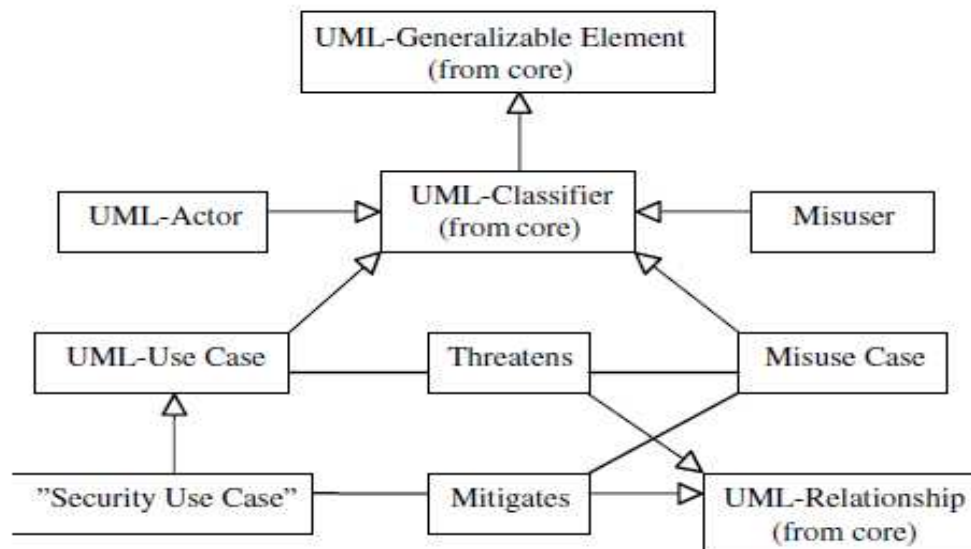 UML-Generalizable Element
(from core)
UML-Actor
UML-Classifier
(from core)
Misuser
UML-Use Case
Threatens
Misuse Case
”Security Use Case”
Mitigates
UML-Relationship
(from core)